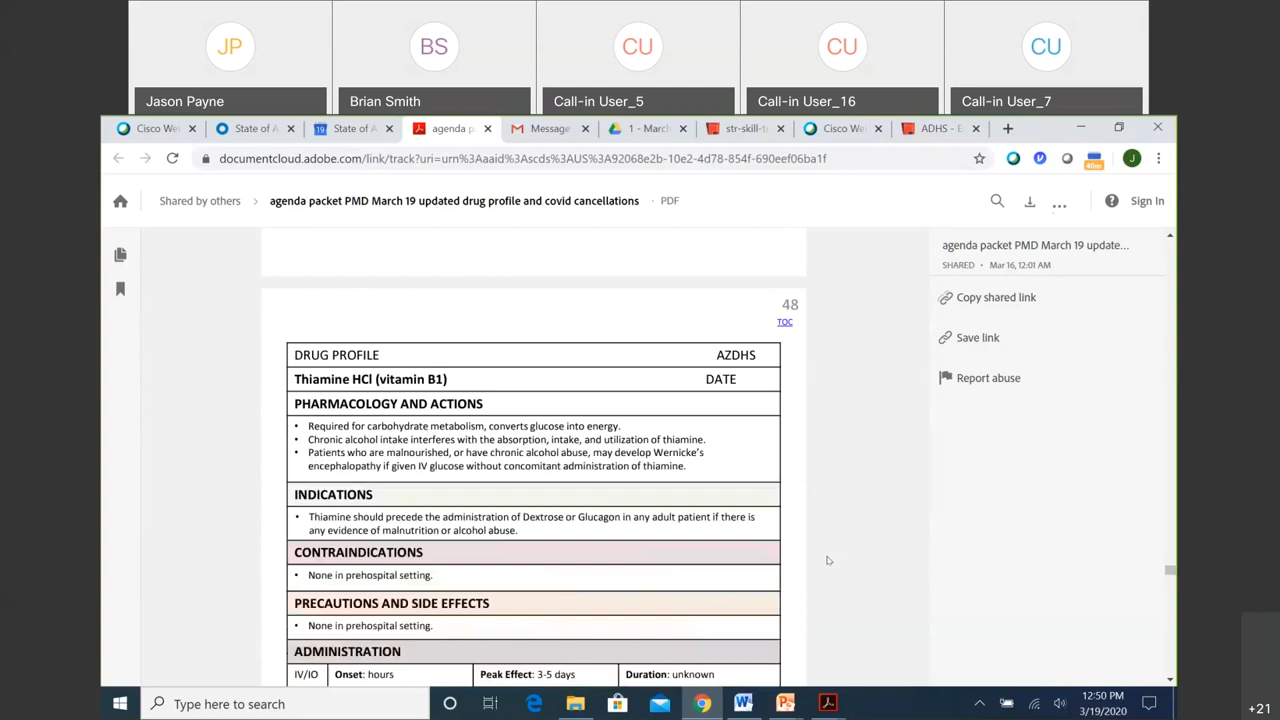 JP
BS
CU
CU
CU
Jason Payne
Brian Smith
Call-in User_5
Call-in User_16
Call-in User_7
Cisco Wel
State of A
19
State of A
agenda p
Message
1 - March
str-skill-ta
Cisco Wel
ADHS - E
documentcloud.adobe.com/link/track?uri=urn%3Aaaid%3Ascds%3AUS%3A92068e2b-10e2-4d78-854f-690eef06ba1f
40m
J
Shared by others
agenda packet PMD March 19 updated drug profile and covid cancellations
PDF
...
Sign In
agenda packet PMD March 19 update...
SHARED • Mar 16, 12:01 AM
Copy shared link
Save link
Report abuse
48
TOC
DRUG PROFILE AZDHS
Thiamine HCl (vitamin B1) DATE
PHARMACOLOGY AND ACTIONS
• Required for carbohydrate metabolism, converts glucose into energy.
• Chronic alcohol intake interferes with the absorption, intake, and utilization of thiamine.
• Patients who are malnourished, or have chronic alcohol abuse, may develop Wernicke's
encephalopathy if given IV glucose without concomitant administration of thiamine.
INDICATIONS
• Thiamine should precede the administration of Dextrose or Glucagon in any adult patient if there is
any evidence of malnutrition or alcohol abuse.
CONTRAINDICATIONS
• None in prehospital setting.
PRECAUTIONS AND SIDE EFFECTS
• None in prehospital setting.
ADMINISTRATION
IV/IO Onset: hours Peak Effect: 3-5 days Duration: unknown
Type here to search
12:50 PM
3/19/2020
+21